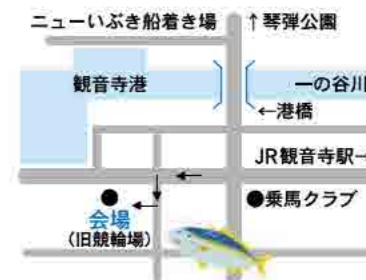 ニューいぶき船着き場
↑琴弾公園
観音寺港
一の谷川
←港橋
JR観音寺駅→
会場
(旧競輪場)
●乗馬クラブ